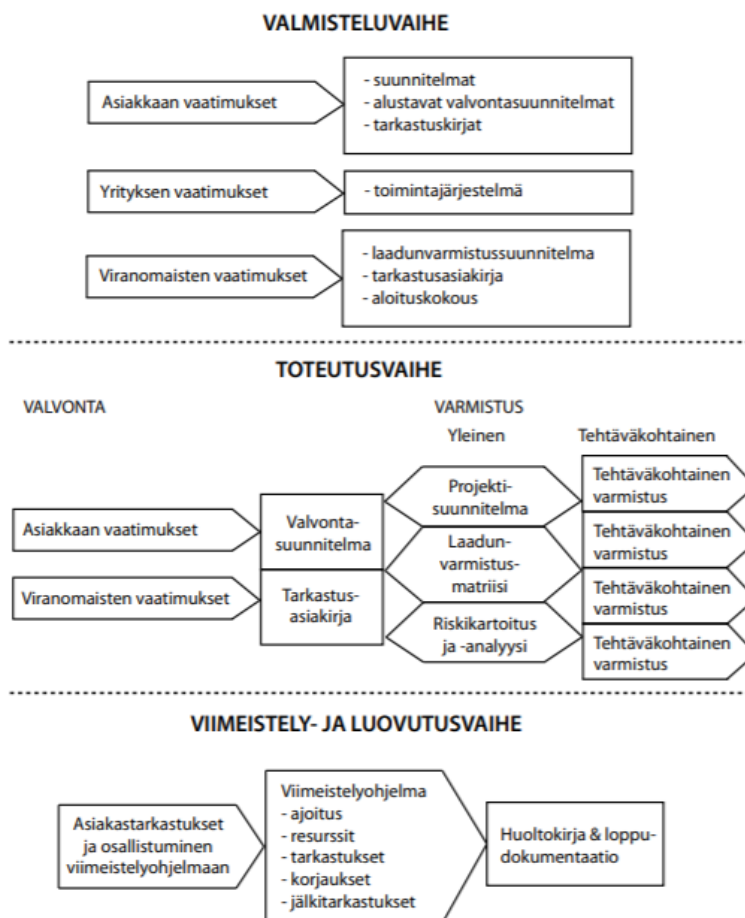 VALMISTELUVAIHE
Asiakkaan vaatimukset
- suunnitelmat
- alustavat valvontasuunnitelmat
- tarkastuskirjat
Yrityksen vaatimukset
- toimintajärjestelmä
Viranomaisten vaatimukset
- laadunvarmistussuunnitelma
- tarkastusasiakirja
- aloituskokous
TOTEUTUSVAIHE
VALVONTA
VARMISTUS
Yleinen
Tehtäväkohtainen
Asiakkaan vaatimukset
Viranomaisten vaatimukset
Valvonta-
suunnitelma
Tarkastus-
asiakirja
Projekti-
suunnitelma
Laadun-
varmistus-
matriisi
Riskikartoitus
ja -analyysi
Tehtäväkohtainen
varmistus
Tehtäväkohtainen
varmistus
Tehtäväkohtainen
varmistus
Tehtäväkohtainen
varmistus
VIIMEISTELY- JA LUOVUTUSVAIHE
Asiakastarkastukset
ja osallistuminen
viimeistelyohjelmaan
Viimeistelyohjelma
- ajoitus
- resurssit
- tarkastukset
- korjaukset
- jälkitarkastukset
Huoltokirja & loppu-
dokumentaatio